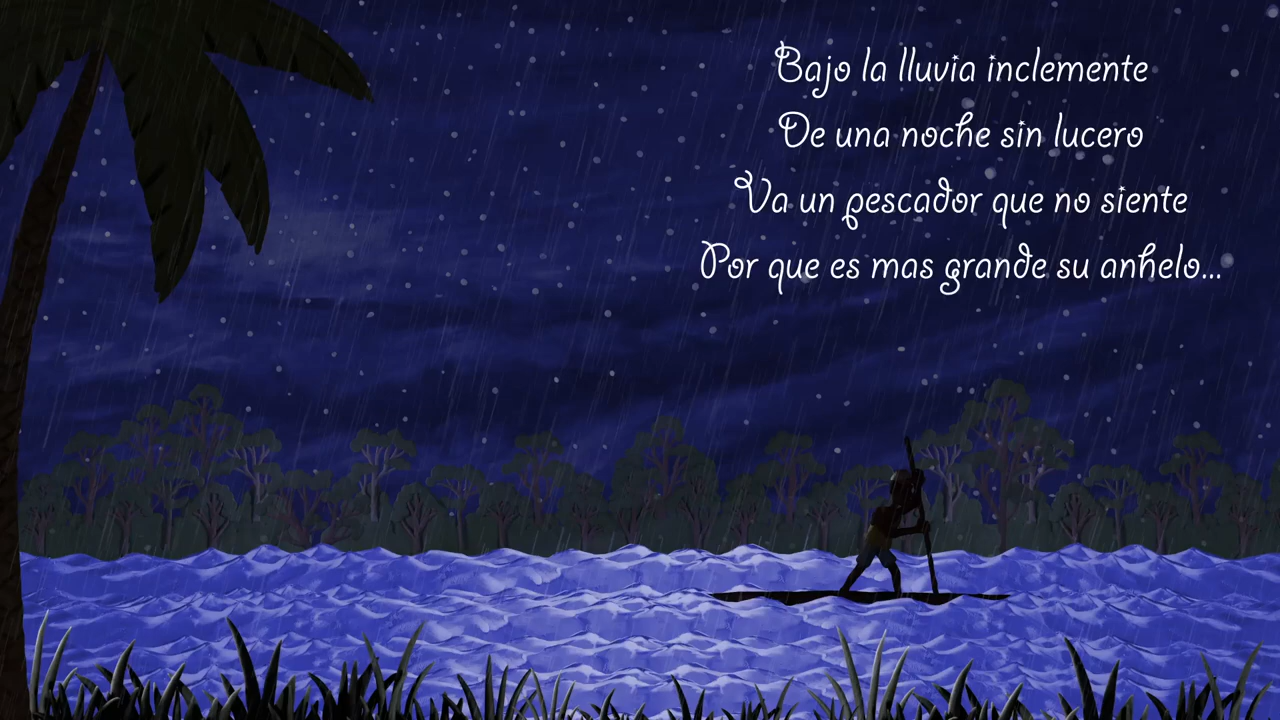 Bajo la lluvia inclemente
De una noche sin lucero
Va un pescador que no siente
Por que es mas grande su anhelo...